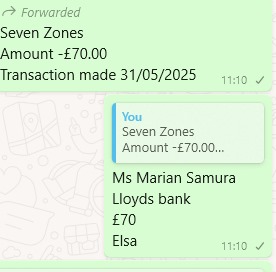 Forwarded
Seven Zones
Amount -£70.00
Transaction made 31/05/2025
11:10
You
Seven Zones
Amount -£70.00...
Ms Marian Samura
Lloyds bank
£70
Elsa
11:10